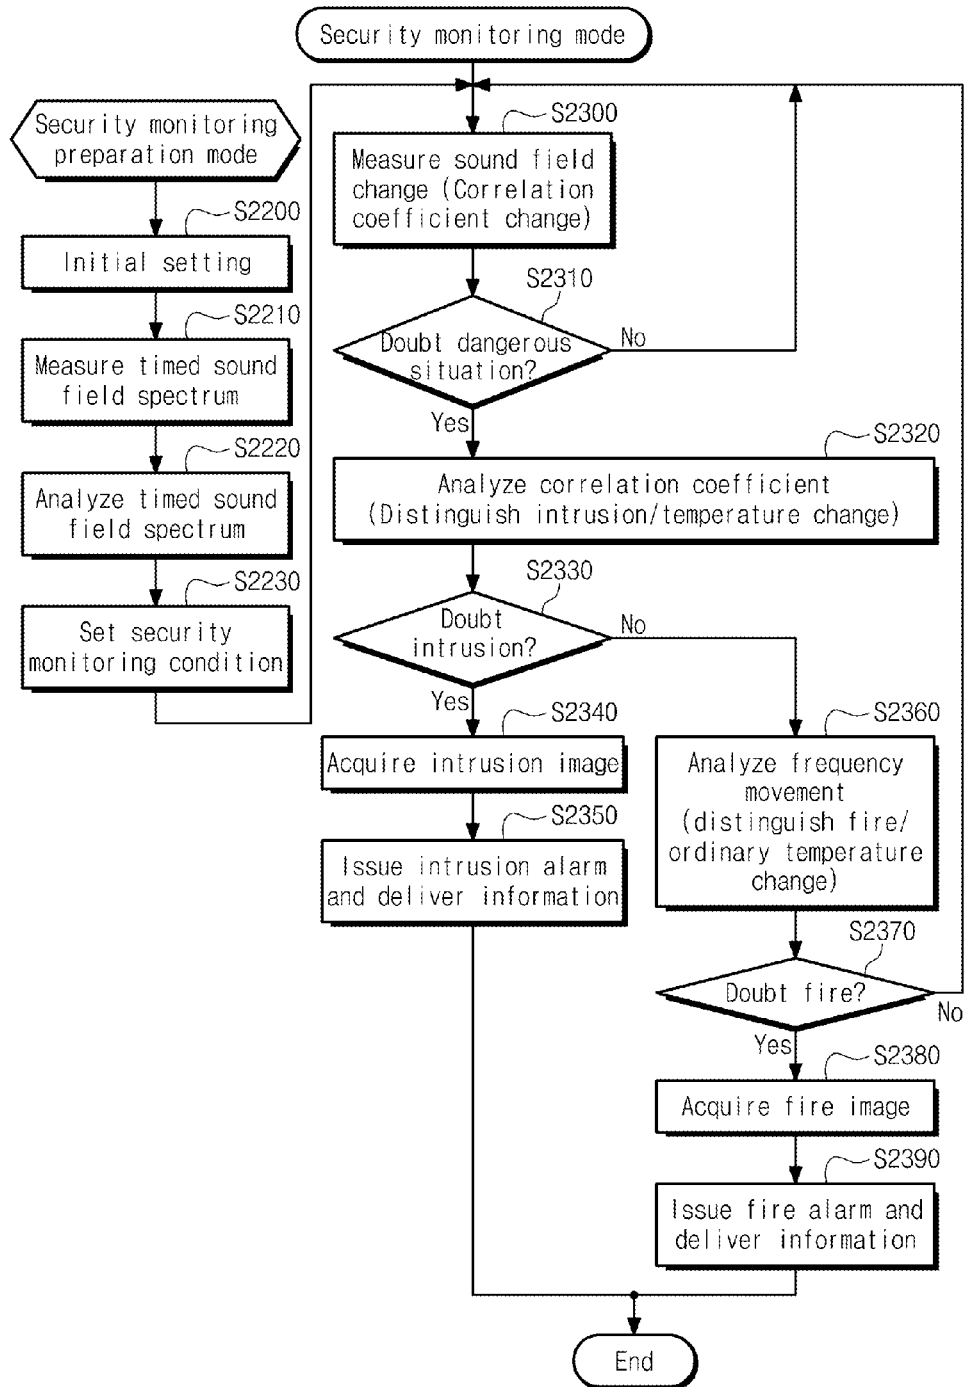 Security monitoring mode
Security monitoring
preparation mode
S2200
Initial setting
S2210
Measure timed sound
field spectrum
S2220
Analyze timed sound
field spectrum
S2230
Set security
monitoring condition
S2300
Measure sound field
change (Correlation
coefficient change)
S2310
Doubt dangerous
situation?
No
Yes
S2320
Analyze correlation coefficient
(Distinguish intrusion/temperature change)
S2330
Doubt
intrusion?
No
Yes
S2340
Acquire intrusion image
S2350
Issue intrusion alarm
and deliver information
S2360
Analyze frequency
movement
(distinguish fire/
ordinary temperature
change)
S2370
Doubt fire?
No
Yes
S2380
Acquire fire image
S2390
Issue fire alarm and
deliver information
End